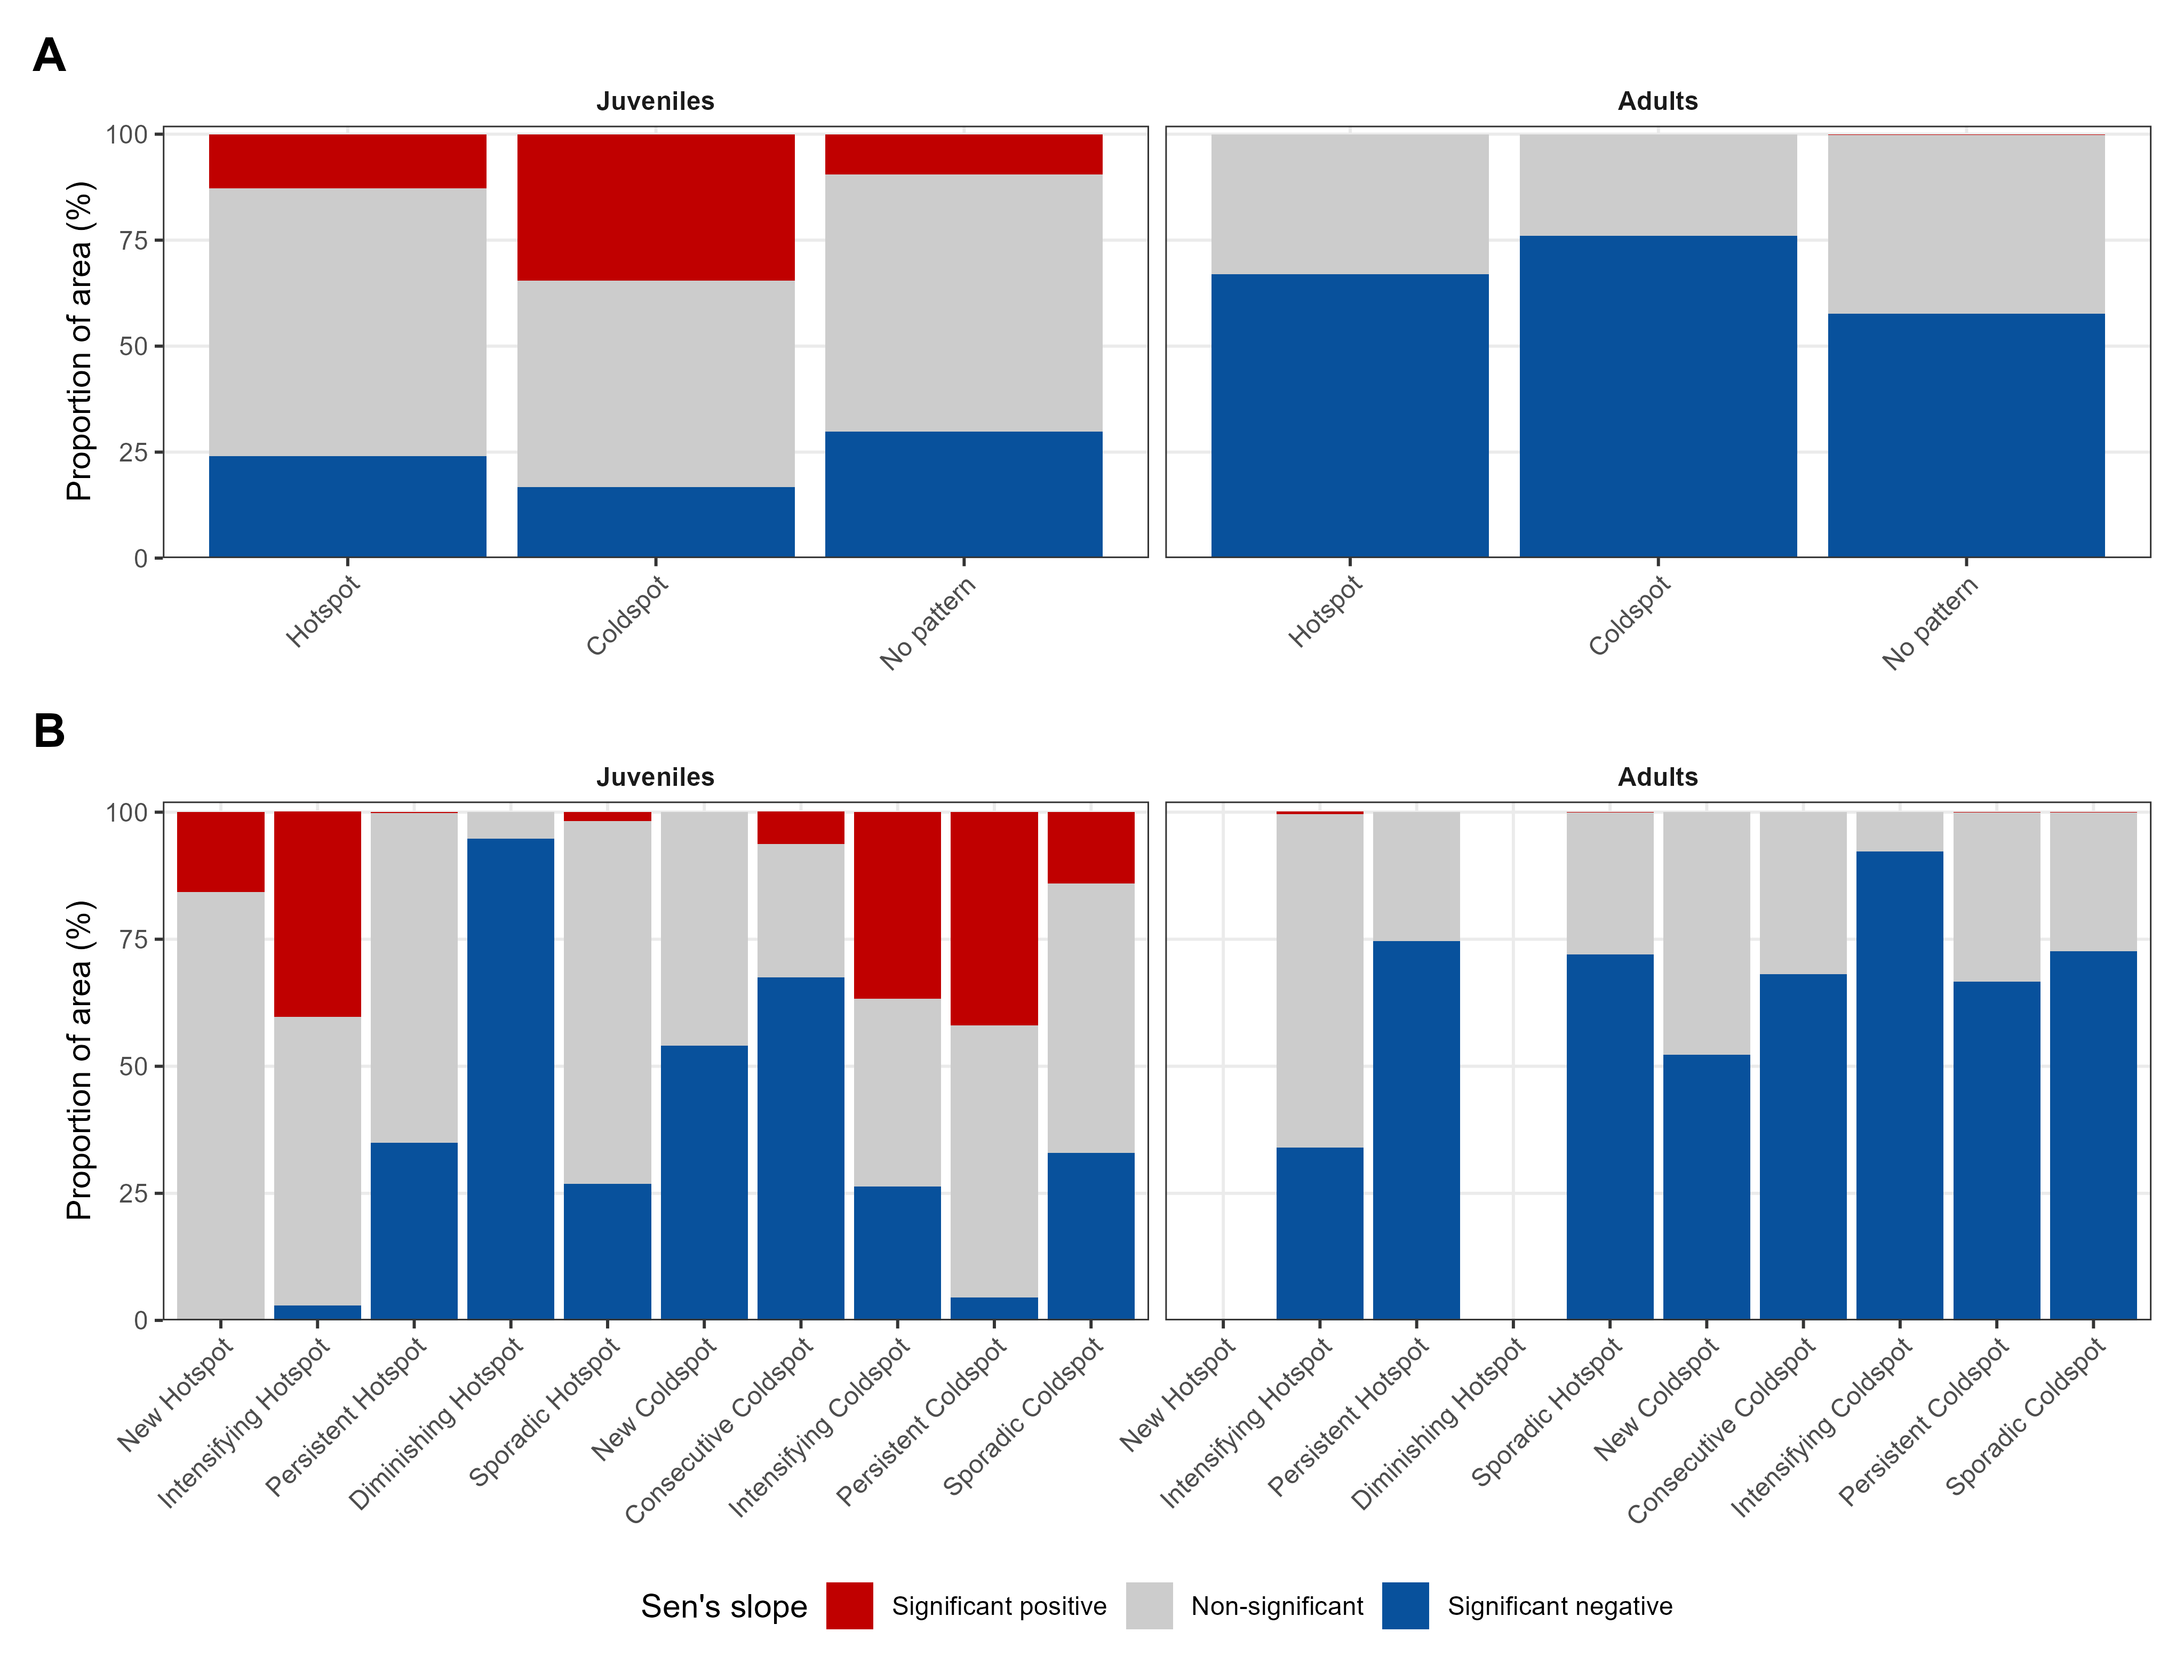 A
Juveniles
Adults
Proportion of area (%)
100
75
50
25
0
Hotspot
Coldspot
No pattern
Hotspot
Coldspot
No pattern
B
Juveniles
Adults
Proportion of area (%)
100
75
50
25
0
New Hotspot
Intensifying Hotspot
Persistent Hotspot
Diminishing Hotspot
Sporadic Hotspot
New Coldspot
Consecutive Coldspot
Intensifying Coldspot
Persistent Coldspot
Sporadic Coldspot
New Hotspot
Intensifying Hotspot
Persistent Hotspot
Diminishing Hotspot
Sporadic Hotspot
New Coldspot
Consecutive Coldspot
Intensifying Coldspot
Persistent Coldspot
Sporadic Coldspot
Sen's slope Significant positive Non-significant Significant negative